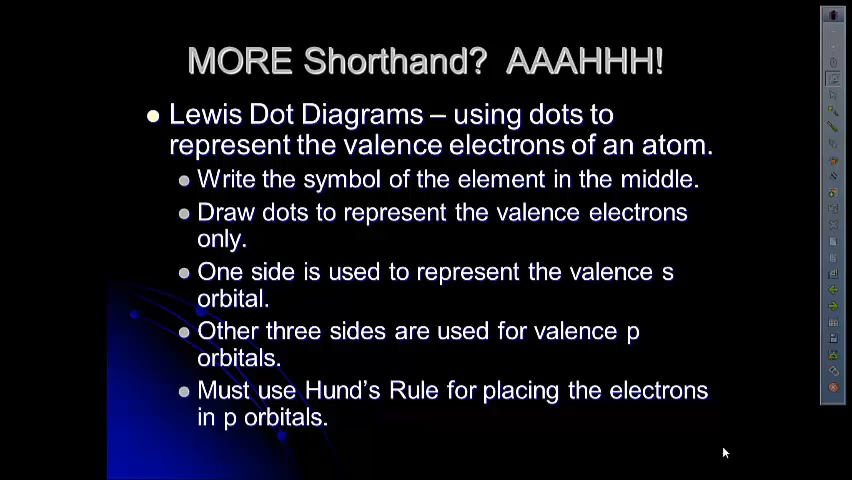 MORE Shorthand? AAAHHH!
Lewis Dot Diagrams – using dots to
represent the valence electrons of an atom.
Write the symbol of the element in the middle.
Draw dots to represent the valence electrons
only.
One side is used to represent the valence s
orbital.
Other three sides are used for valence p
orbitals.
Must use Hund's Rule for placing the electrons
in p orbitals.